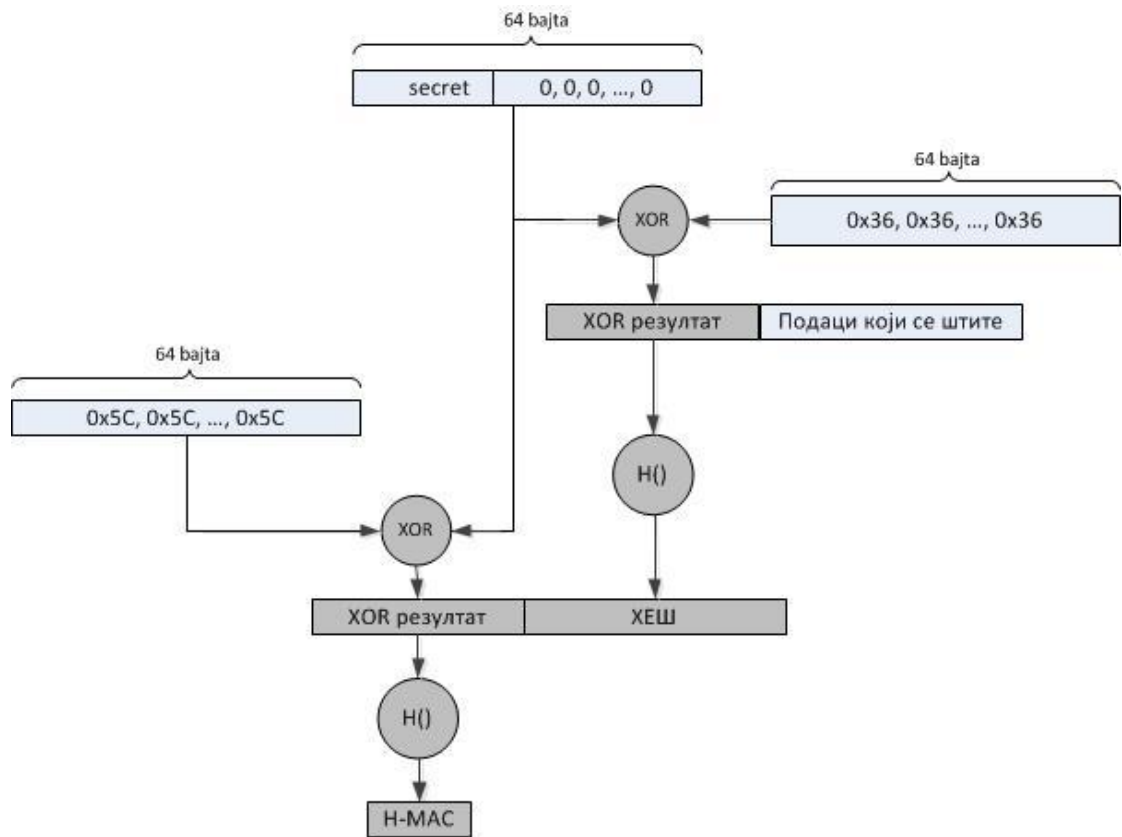 64 bajta
secret
0, 0, 0, ..., 0
64 bajta
XOR
0x36, 0x36, ..., 0x36
XOR резултат
Подаци који се штите
64 bajta
0x5C, 0x5C, ..., 0x5C
H()
XOR
XOR резултат
ХЕШ
H()
H-MAC